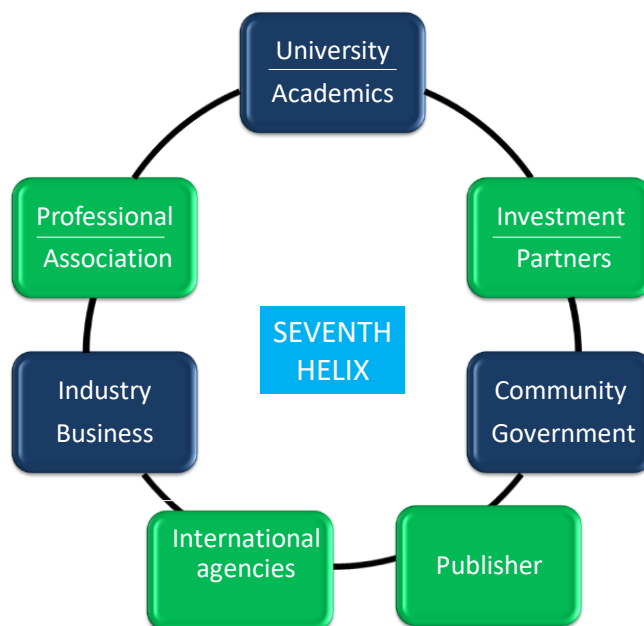 University
Academics
Professional
Association
Investment
Partners
SEVENTH
HELIX
Industry
Business
Community
Government
International
agencies
Publisher